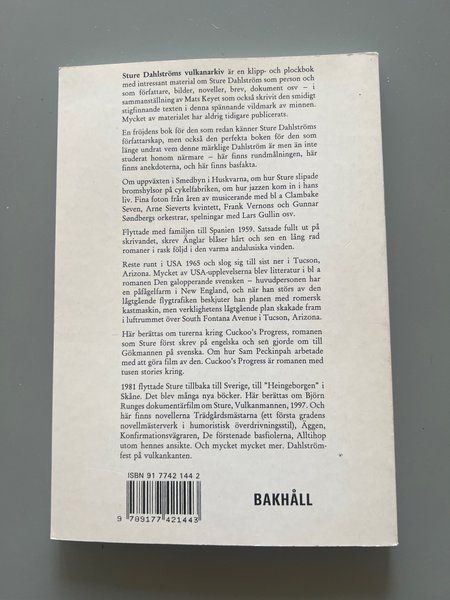 Sture Dahlströms vulkanarkiv är en klipp- och plockbok
med intressant material om Sture Dahlström som person och
som författare, bilder, noveller, brev, dokument osv – i
sammanställning av Mats Keyet som också skrivit den smidigt
stigfinnande texten i denna spännande vildmark av minnen.
Mycket av materialet har aldrig tidigare publicerats.
En fröjdens bok för den som redan känner Sture Dahlströms
författarskap, men också den perfekta boken för den som
länge undrat vem denne märklige Dahlström är men än inte
studerat honom närmare – här finns rundmålningen, här
finns anekdoterna, och här finns basfakta.
Om uppväxten i Smedbyn i Huskvarna, om hur Sture slipade
bromshylsor på cykelfabriken, om hur jazzen kom in i hans
liv. Fina foton från åren av musicerande med bl a Clambake
Seven, Arne Sieverts kvintett, Frank Vernons och Gunnar
Søndbergs orkestrar, spelningar med Lars Gullin osv.
Flyttade med familjen till Spanien 1959. Satsade fullt ut på
skrivandet, skrev Änglar blåser hårt och sen en lång rad
romaner i rask följd i den varma andalusiska vinden.
Reste runt i USA 1965 och slog sig till sist ner i Tucson,
Arizona. Mycket av USA-upplevelserna blev litteratur i bl a
romanen Den galopperande svensken – huvudpersonen har
en påfågelfarm i New England, och när han störs av den
lågtgående flygtrafiken beskjuter han planen med romersk
kastmaskin, men verklighetens lågtgående plan skakade fram
i luftrummet över South Fontana Avenue i Tucson, Arizona.
Här berättas om turerna kring Cuckoo's Progress, romanen
som Sture först skrev på engelska och sen gjorde om till
Gökmannen på svenska. Om hur Sam Peckinpah arbetade
med att göra film av den. Cuckoo's Progress är romanen med
tusen stories kring.
1981 flyttade Sture tillbaka till Sverige, till "Heingeborgen" i
Skåne. Det blev många nya böcker. Här berättas om Björn
Runges dokumentärfilm om Sture, Vulkanmannen, 1997. Och
här finns novellerna Trädgårdsmästarna (ett första gradens
novellmästerverk i humoristisk överdrivningsstil), Äggen,
Konfirmationsvägraren, De förstenade basfiolerna, Alltihop
utom hennes ansikte. Och mycket mycket mer. Dahlström-
fest på vulkankanten.
ISBN 91 7742 144 2
BAKHÅLL
9 789177 421443